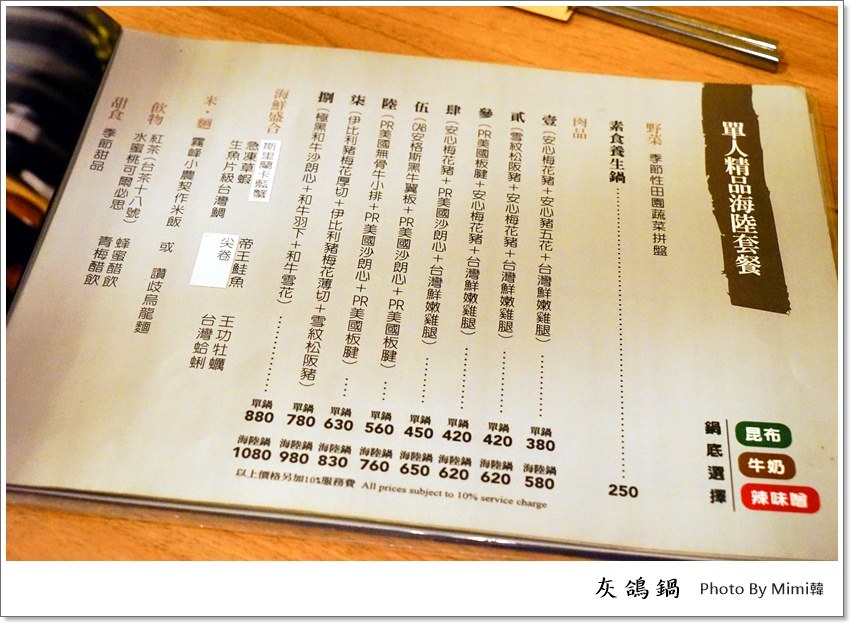 單人精品海陸套餐
鍋底選擇
昆布
牛奶
辣味噌
野菜 季節性田園蔬菜拼盤
素食養生鍋 250
肉品
壹(安心梅花豬+安心豬五花+台灣鮮嫩雞腿) 單鍋 380 海陸鍋 580
貳(雪紋松阪豬+安心梅花豬+台灣鮮嫩雞腿) 單鍋 420 海陸鍋 620
參(PR美國板腱+安心梅花豬+台灣鮮嫩雞腿) 單鍋 420 海陸鍋 620
肆(安心梅花豬+PR美國沙朗心+台灣鮮嫩雞腿) 單鍋 450 海陸鍋 650
伍(CAB安格斯黑牛翼板+PR美國沙朗心+PR美國板腱) 單鍋 560 海陸鍋 760
陸(PR美國無骨牛小排+PR美國沙朗心+PR美國板腱) 單鍋 630 海陸鍋 830
柒(伊比利豬梅花厚切+伊比利豬梅花薄切+雪紋松阪豬) 單鍋 780 海陸鍋 980
捌(極黑和牛沙朗心+和牛羽下+和牛雪花) 單鍋 880 海陸鍋 1080
海鮮盛合 斯里蘭卡
急凍草蝦 帝王鮭魚 王功牡蠣
生魚片級台灣鯛 尖卷 台灣蛤蜊
米.麵 霧峰小農契作米飯 或 讚岐烏龍麵
飲物 紅茶(台茶十八號) 蜂蜜醋飲
水蜜桃可爾必思 青梅醋飲
甜食 季節甜品
以上價格另加10%服務費 All prices subject to 10% service charge
灰鴿鍋 Photo By Mimi韓